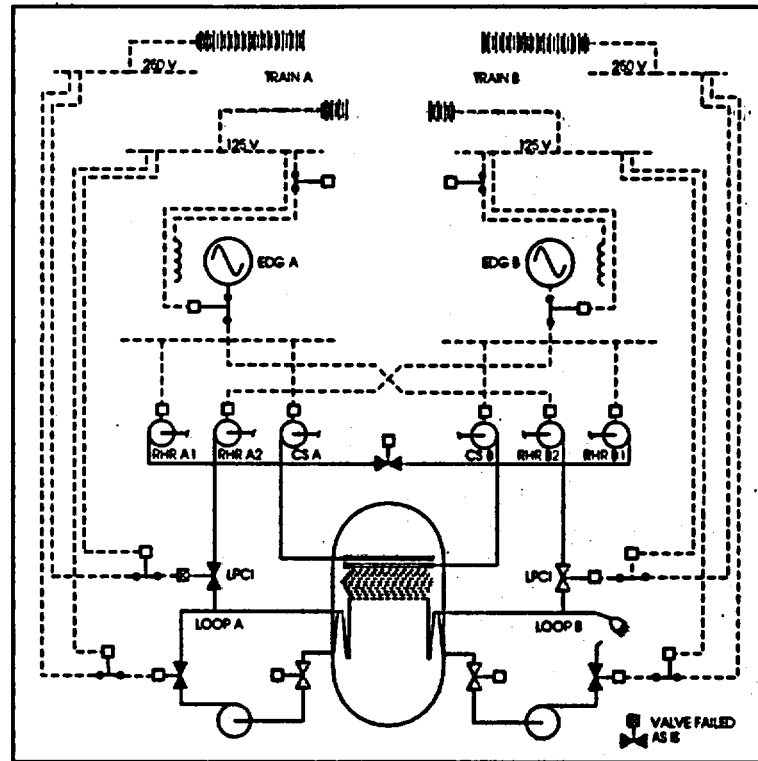 250 V
TRAIN A
TRAIN B
250 V
125 V
125 V
EDG A
EDG B
RHR A1
RHR A2
CS A
CS B
RHR B2
RHR B1
LPCI
LPCI
LOOP A
LOOP B
VALVE FAILED
AS IS